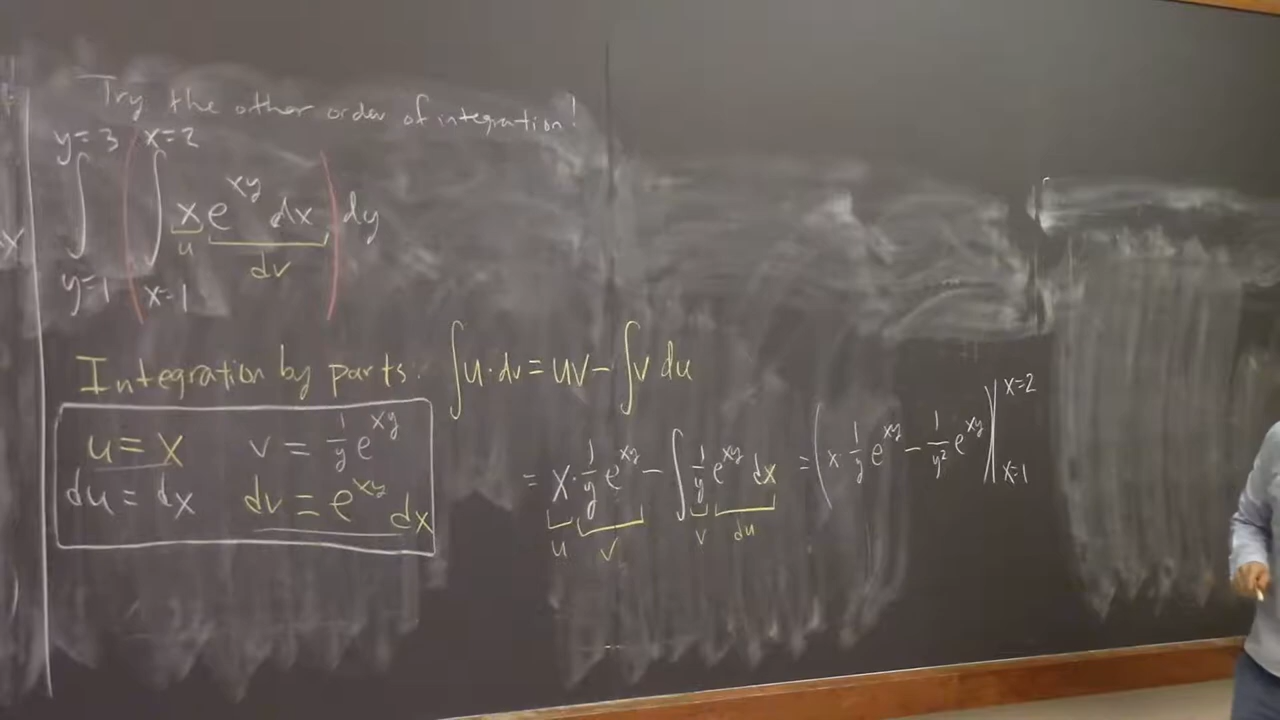 Try the other order of integration!
y=3 x=2
∫ ( ∫ x e^{xy} dx ) dy
u dv
y=1 x=1
Integration by parts: ∫u·dv = uv - ∫v du
u = x v = 1/y e^{xy}
du = dx dv = e^{xy} dx
= x·1/y e^{xy} - ∫ 1/y e^{xy} dx = ( x·1/y e^{xy} - 1/y² e^{xy} )| x=2 x=1
u v v du